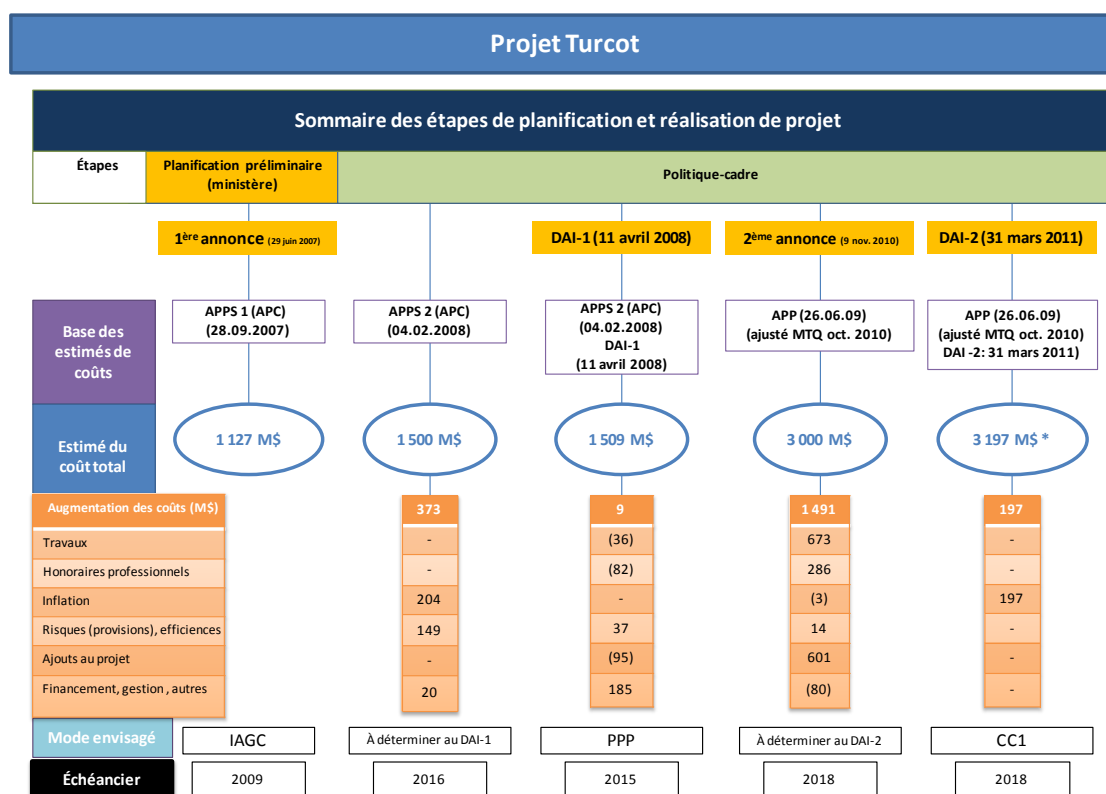 Projet Turcot
Sommaire des étapes de planification et réalisation de projet
Étapes
Planification préliminaire
(ministère)
Politique-cadre
1ère annonce (29 juin 2007)
DAI-1 (11 avril 2008)
2ème annonce (9 nov. 2010)
DAI-2 (31 mars 2011)
Base des
estimés de
coûts
APPS 1 (APC)
(28.09.2007)
APPS 2 (APC)
(04.02.2008)
APPS 2 (APC)
(04.02.2008)
DAI-1
(11 avril 2008)
APP (26.06.09)
(ajusté MTQ oct. 2010)
APP (26.06.09)
(ajusté MTQ oct. 2010)
DAI -2: 31 mars 2011)
Estimé du
coût total
1 127 M$
1 500 M$
1 509 M$
3 000 M$
3 197 M$ *
Augmentation des coûts (M$) 373 9 1 491 197
Travaux - (36) 673 -
Honoraires professionnels - (82) 286 -
Inflation 204 - (3) 197
Risques (provisions), efficiences 149 37 14 -
Ajouts au projet - (95) 601 -
Financement, gestion , autres 20 185 (80) -
Mode envisagé IAGC À déterminer au DAI-1 PPP À déterminer au DAI-2 CC1
Échéancier 2009 2016 2015 2018 2018